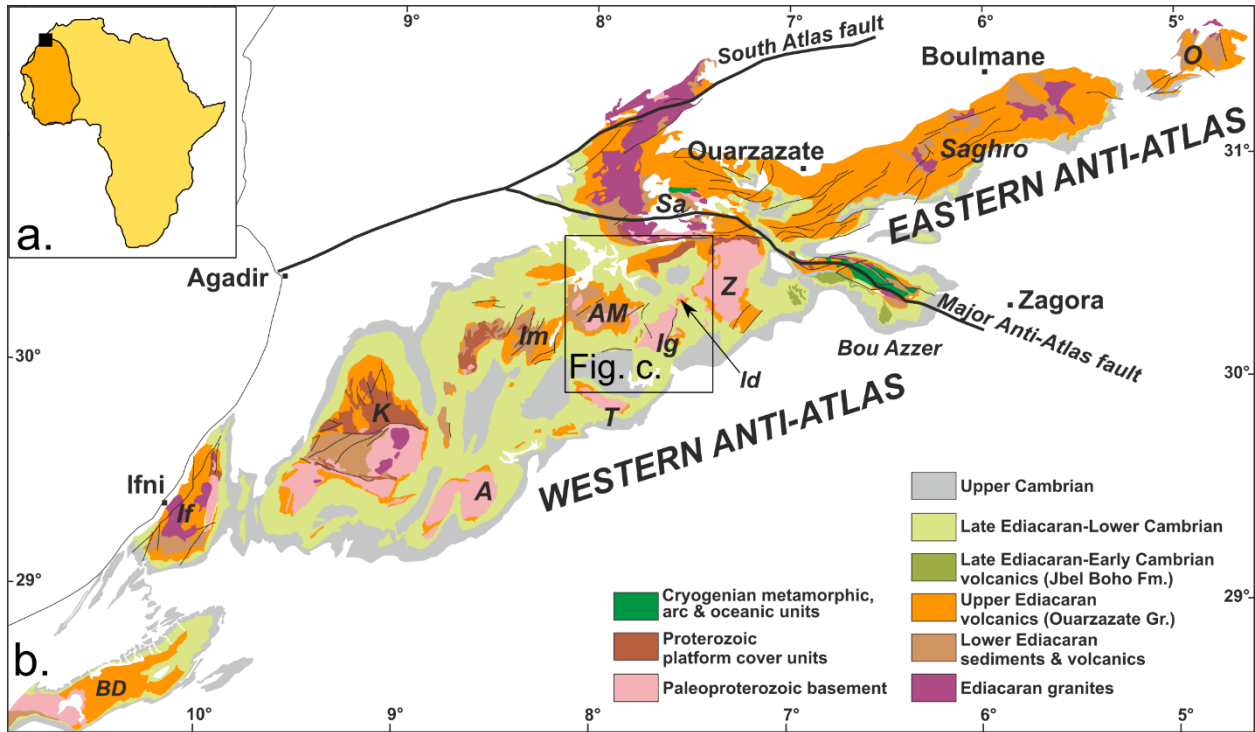 9°
8°
7°
6°
5°
South Atlas fault
Boulmane
O
a.
Ouarzazate
Saghro
31°
EASTERN ANTI-ATLAS
Sa
Agadir
Z
Zagora
AM
Im
Major Anti-Atlas fault
Ig
Bou Azzer
30°
30°
Fig. c.
Id
K
T
WESTERN ANTI-ATLAS
Ifni
A
If
Upper Cambrian
Late Ediacaran-Lower Cambrian
Late Ediacaran-Early Cambrian
volcanics (Jbel Boho Fm.)
29°
29°
Cryogenian metamorphic,
arc & oceanic units
Upper Ediacaran
volcanics (Ouarzazate Gr.)
Proterozoic
platform cover units
Lower Ediacaran
sediments & volcanics
Paleoproterozoic basement
Ediacaran granites
b.
BD
10°
9°
8°
7°
6°
5°